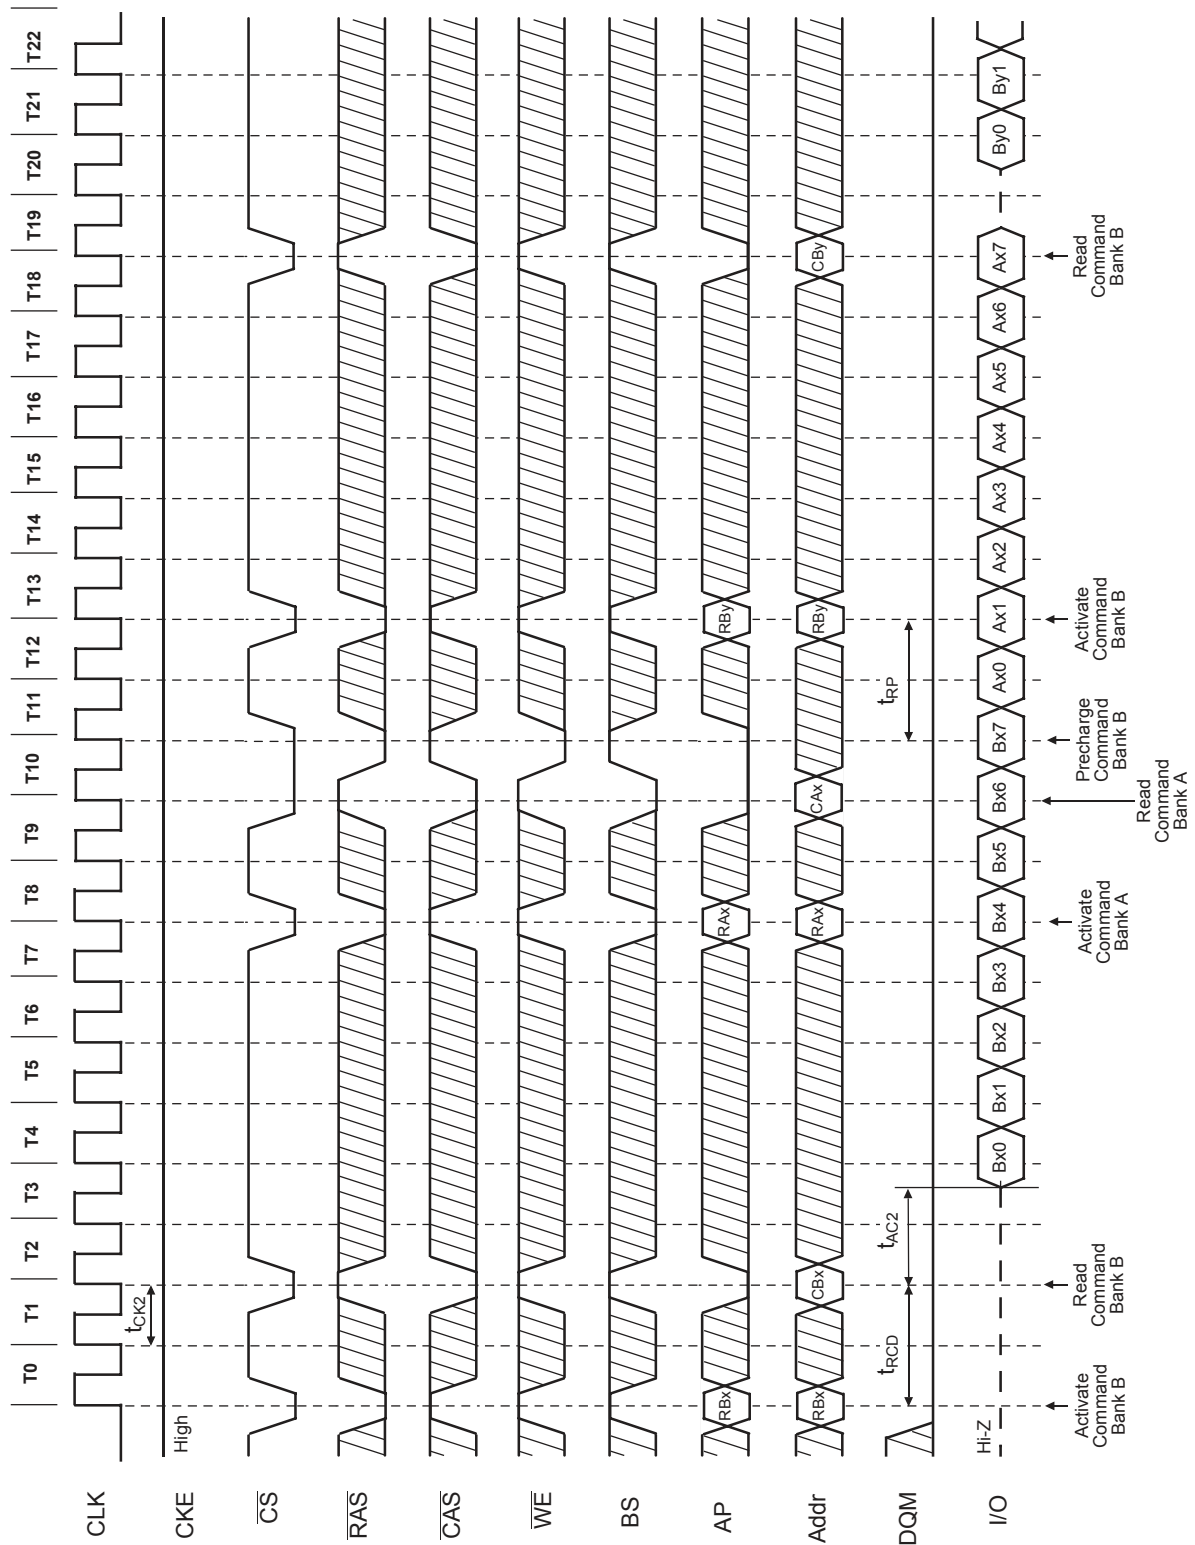 T0 T1 T2 T3 T4 T5 T6 T7 T8 T9 T10 T11 T12 T13 T14 T15 T16 T17 T18 T19 T20 T21 T22
CLK
tCK2
CKE
High
CS
RAS
CAS
WE
BS
AP
RBx RAx RBy
Addr
RBx CBx RAx CAx RBy CBy
DQM
tRCD tAC2 tRP
I/O
Hi-Z
Bx0 Bx1 Bx2 Bx3 Bx4 Bx5 Bx6 Bx7 Ax0 Ax1 Ax2 Ax3 Ax4 Ax5 Ax6 Ax7 By0 By1
Activate
Command
Bank B
Read
Command
Bank B
Activate
Command
Bank A
Read
Command
Bank A
Precharge
Command
Bank B
Activate
Command
Bank B
Read
Command
Bank B